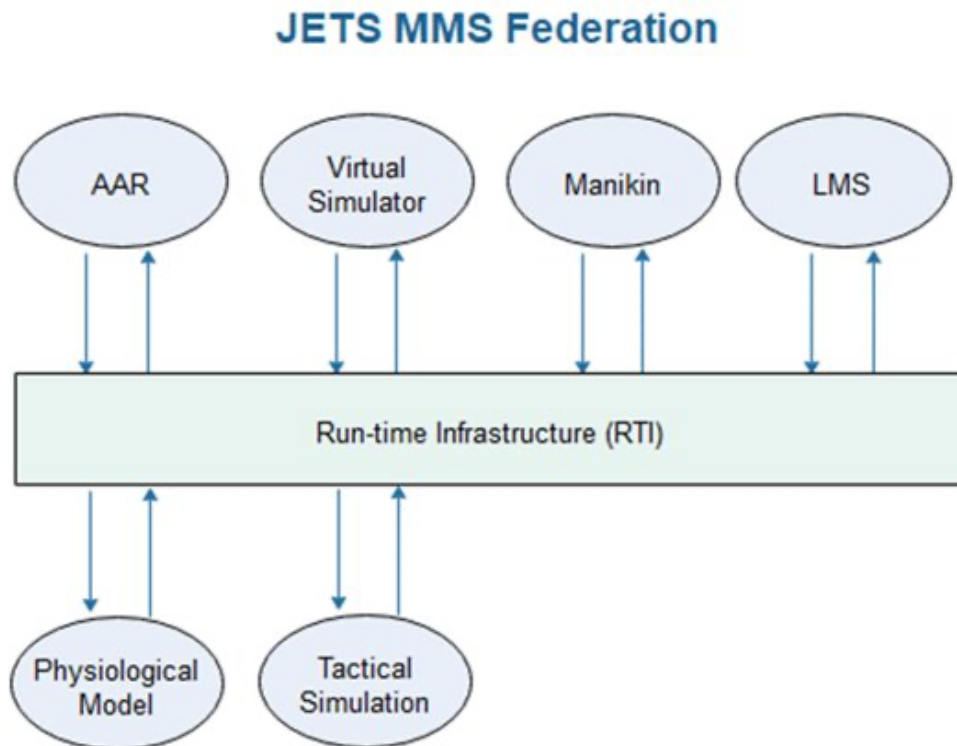 JETS MMS Federation
AAR
Virtual
Simulator
Manikin
LMS
Run-time Infrastructure (RTI)
Physiological
Model
Tactical
Simulation